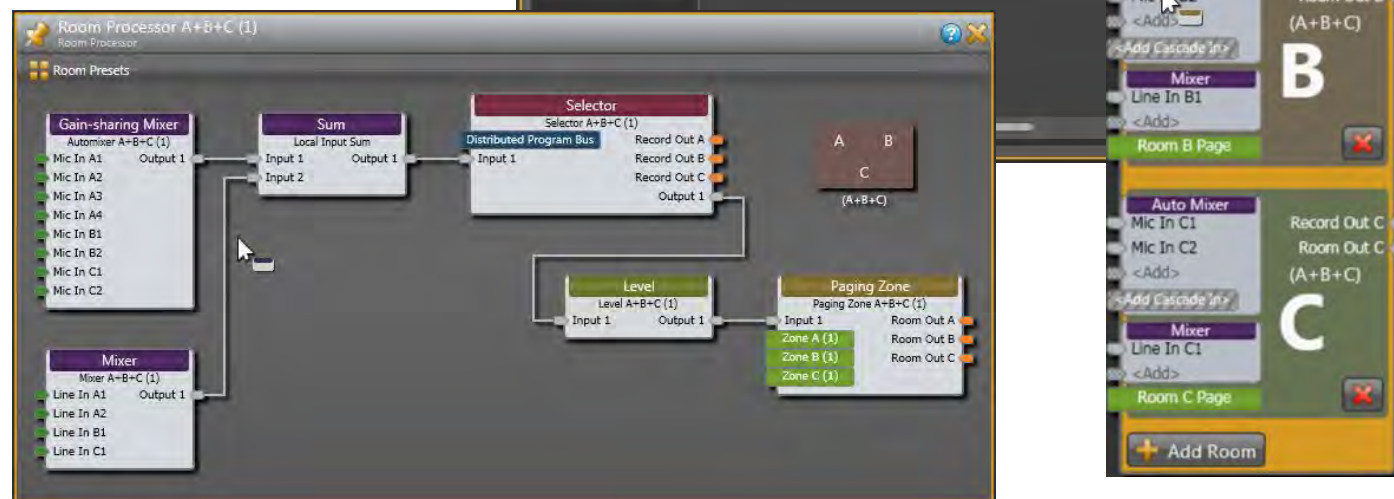 Room Processor A+B+C (1)
Room Processor
Room Presets
Gain-sharing Mixer
Automixer A+B+C (1)
Mic In A1
Output 1
Mic In A2
Mic In A3
Mic In A4
Mic In B1
Mic In B2
Mic In C1
Mic In C2
Sum
Local Input Sum
Input 1
Output 1
Input 2
Selector
Selector A+B+C (1)
Distributed Program Bus
Record Out A
Input 1
Record Out B
Record Out C
Output 1
A B
C
(A+B+C)
Level
Level A+B+C (1)
Input 1
Output 1
Paging Zone
Paging Zone A+B+C (1)
Input 1
Room Out A
Zone A (1)
Room Out B
Zone B (1)
Room Out C
Zone C (1)
Mixer
Mixer A+B+C (1)
Line In A1
Output 1
Line In A2
Line In B1
Line In C1
<Add>
(A+B+C)
<Add Cascade In>
B
Mixer
Line In B1
<Add>
Room B Page
Auto Mixer
Mic In C1
Record Out C
Mic In C2
Room Out C
<Add>
(A+B+C)
<Add Cascade In>
C
Mixer
Line In C1
<Add>
Room C Page
Add Room